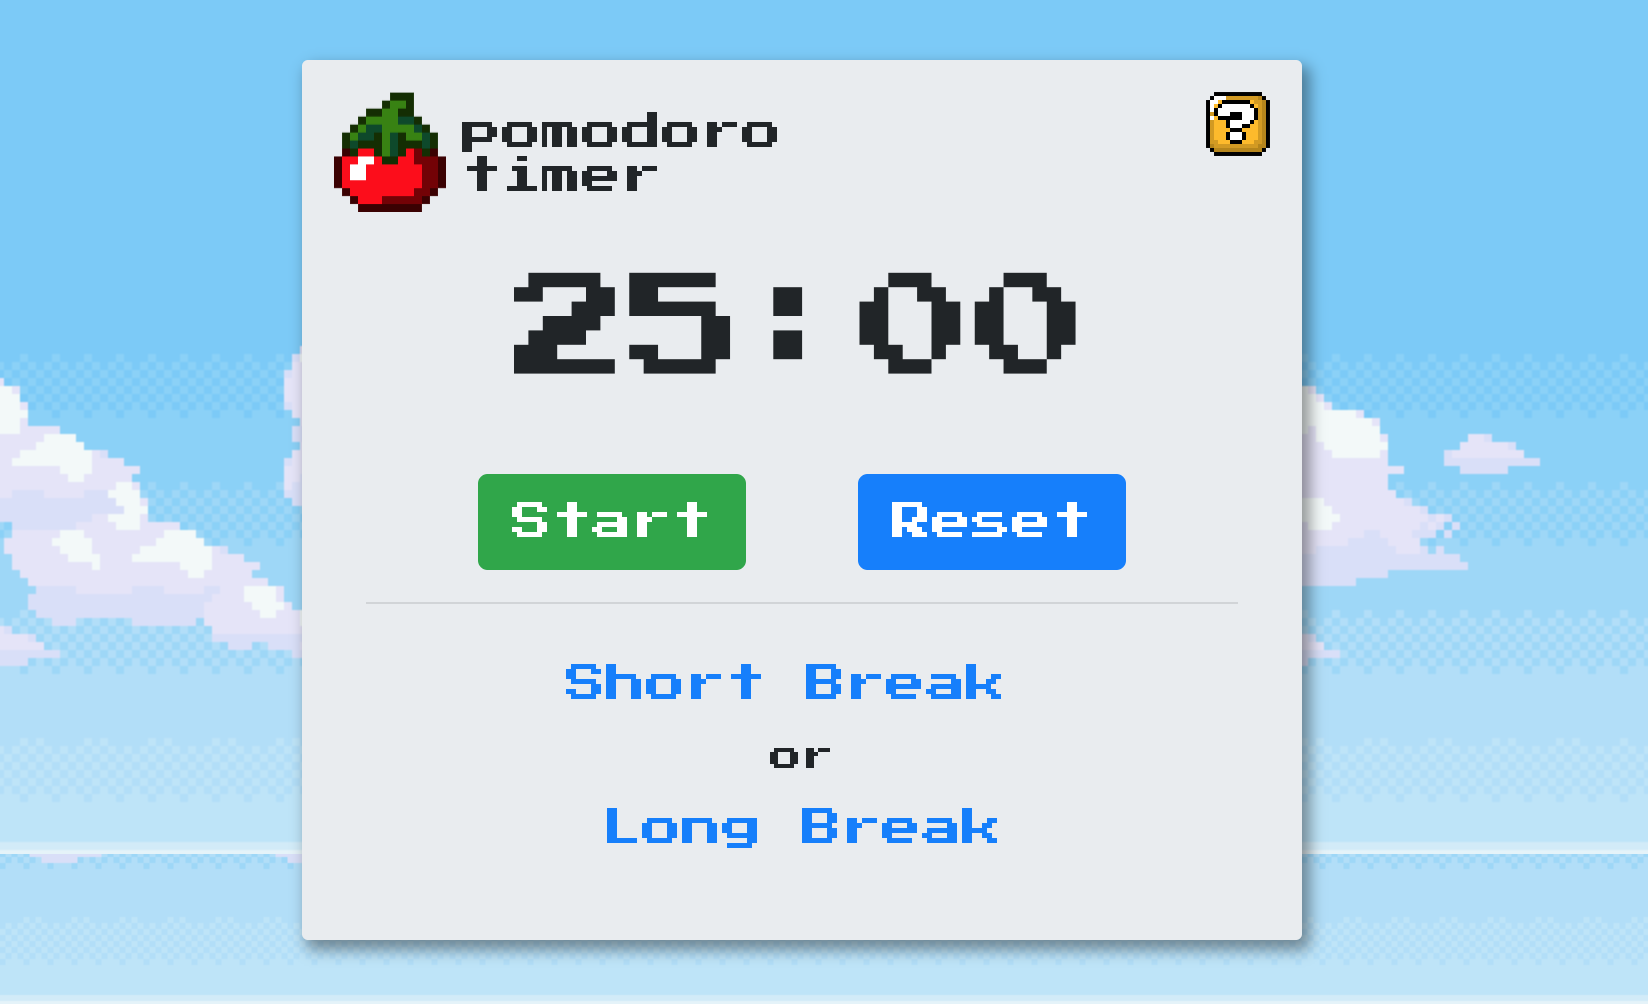 pomodoro
timer
?
25:00
Start
Reset
Short Break
or
Long Break